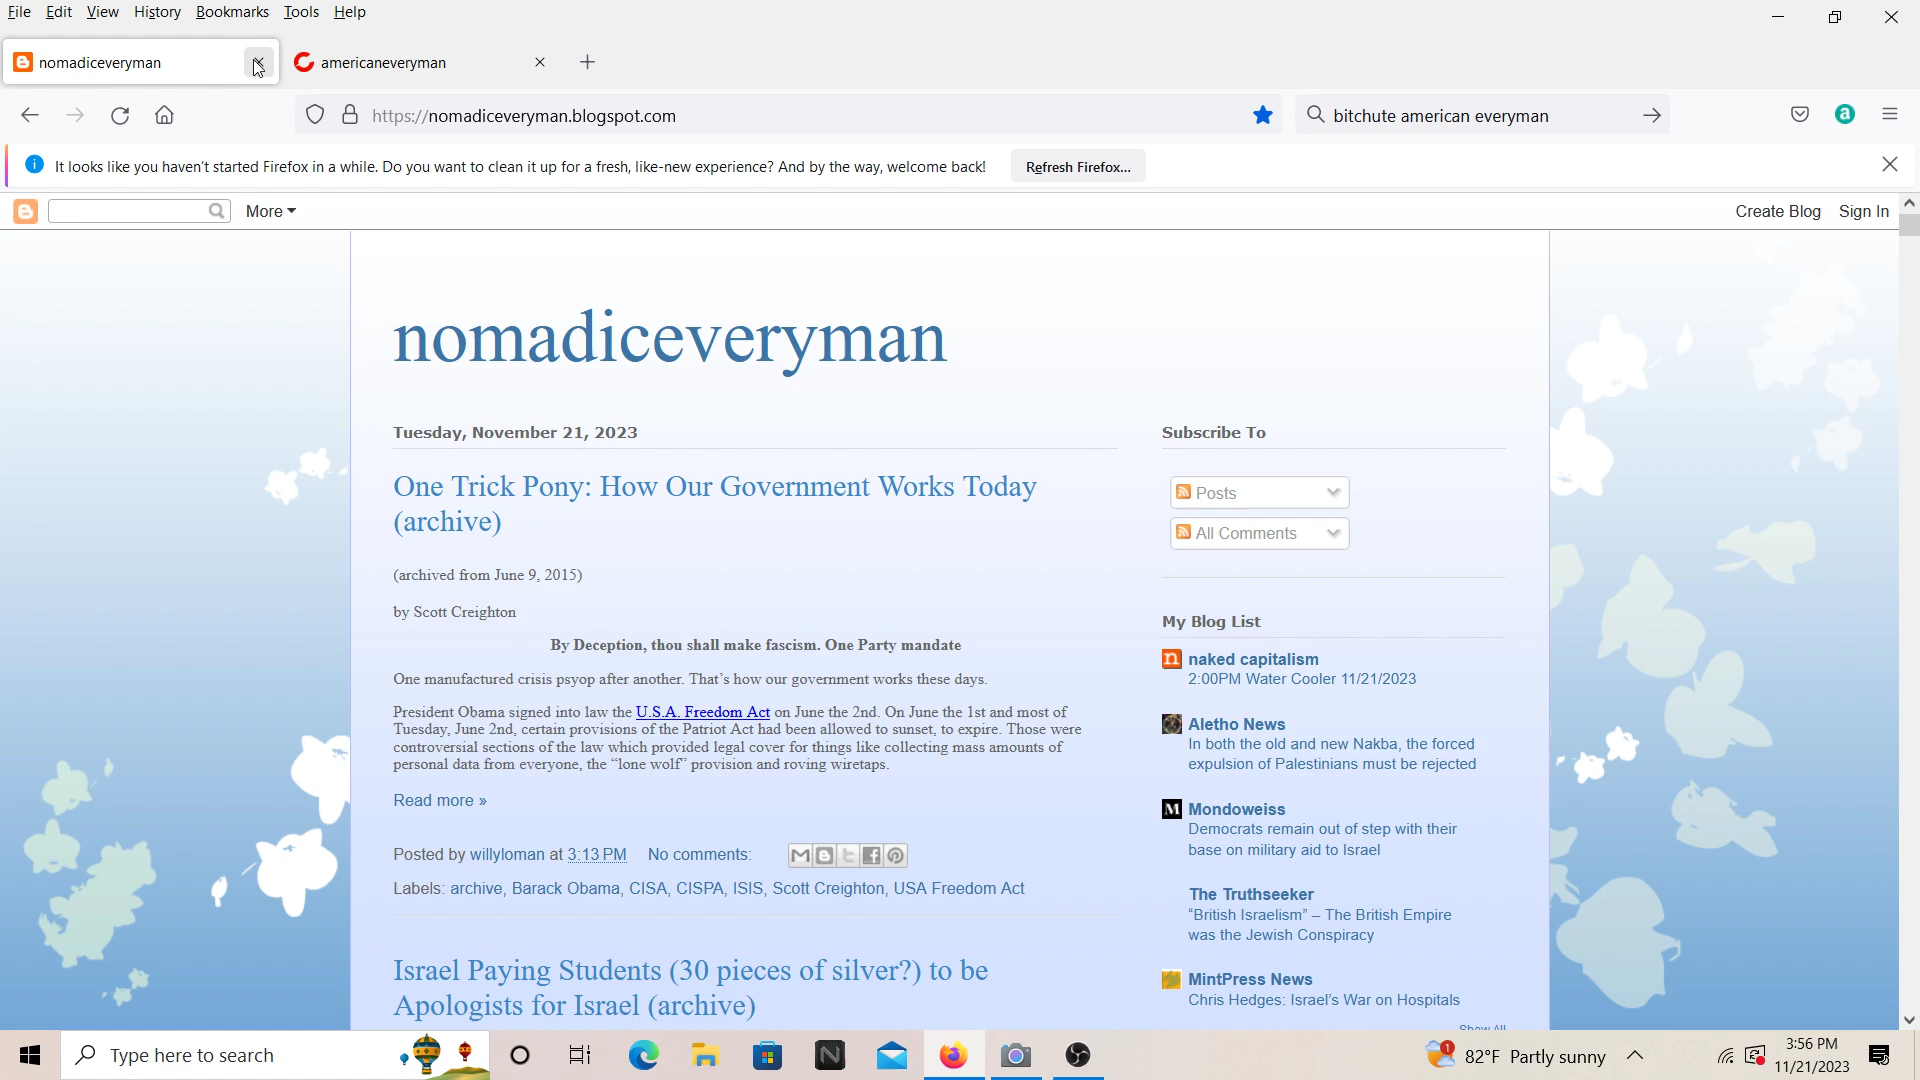 File Edit View History Bookmarks Tools Help
nomadiceveryman americaneveryman
https://nomadiceveryman.blogspot.com bitchute american everyman
It looks like you haven't started Firefox in a while. Do you want to clean it up for a fresh, like-new experience? And by the way, welcome back! Refresh Firefox...
More Create Blog Sign In
nomadiceveryman
Tuesday, November 21, 2023
One Trick Pony: How Our Government Works Today
(archive)
(archived from June 9, 2015)
by Scott Creighton
By Deception, thou shall make fascism. One Party mandate
One manufactured crisis psyop after another. That's how our government works these days.
President Obama signed into law the U.S.A. Freedom Act on June the 2nd. On June the 1st and most of
Tuesday, June 2nd, certain provisions of the Patriot Act had been allowed to sunset, to expire. Those were
controversial sections of the law which provided legal cover for things like collecting mass amounts of
personal data from everyone, the “lone wolf” provision and roving wiretaps.
Read more »
Posted by willyloman at 3:13 PM No comments:
Labels: archive, Barack Obama, CISA, CISPA, ISIS, Scott Creighton, USA Freedom Act
Israel Paying Students (30 pieces of silver?) to be
Apologists for Israel (archive)
Subscribe To
Posts
All Comments
My Blog List
naked capitalism
2:00PM Water Cooler 11/21/2023
Aletho News
In both the old and new Nakba, the forced
expulsion of Palestinians must be rejected
Mondoweiss
Democrats remain out of step with their
base on military aid to Israel
The Truthseeker
“British Israelism” – The British Empire
was the Jewish Conspiracy
MintPress News
Chris Hedges: Israel's War on Hospitals
Show All
Type here to search
1 82°F Partly sunny
3:56 PM
11/21/2023